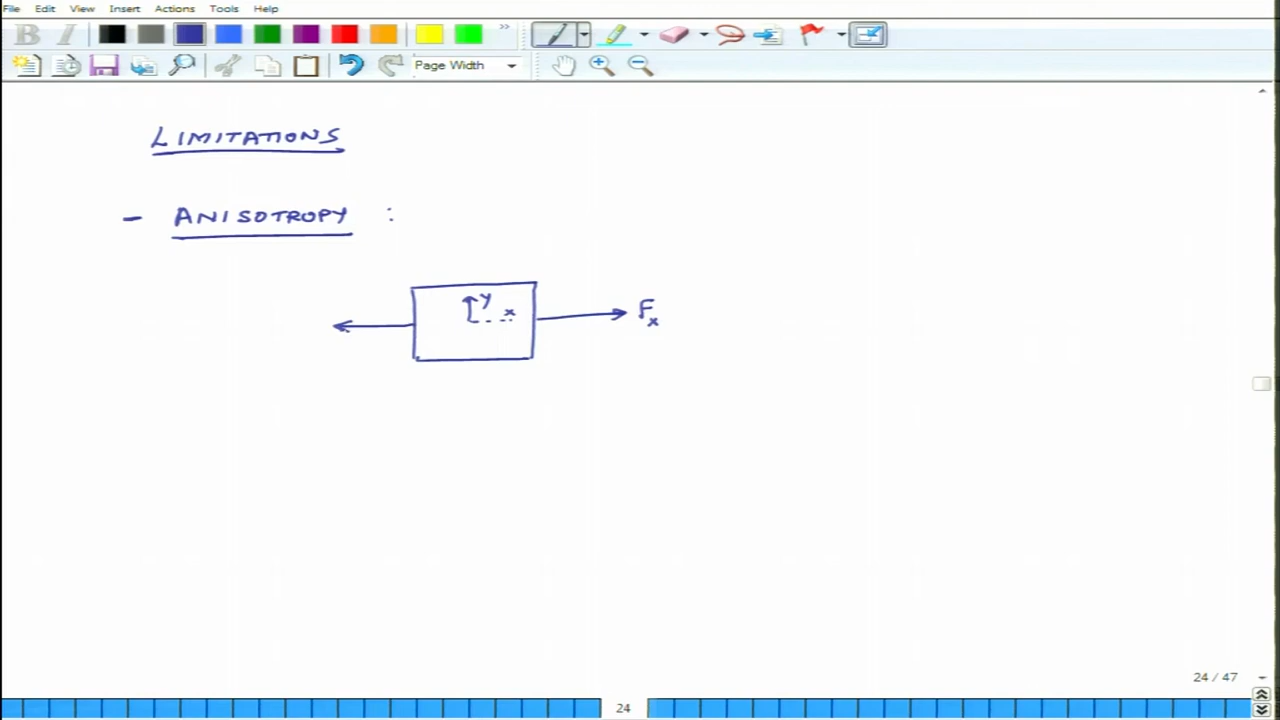 File Edit View Insert Actions Tools Help
B I
Page Width
LIMITATIONS
- ANISOTROPY :
y
x
Fx
24 / 47
24